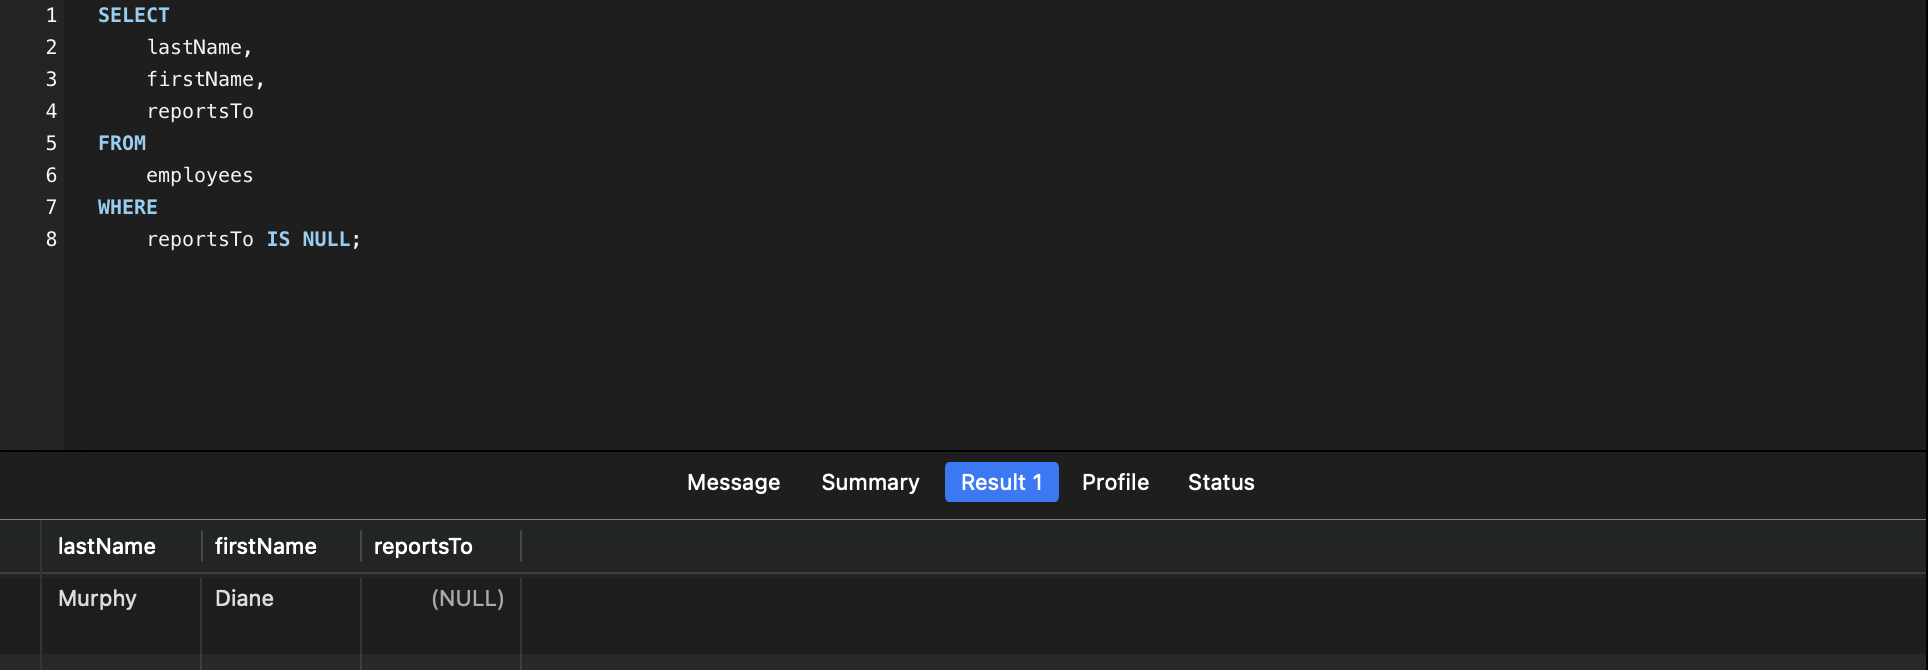 1 SELECT
2 lastName,
3 firstName,
4 reportsTo
5 FROM
6 employees
7 WHERE
8 reportsTo IS NULL;
Message Summary Result 1 Profile Status
lastName firstName reportsTo
Murphy Diane (NULL)